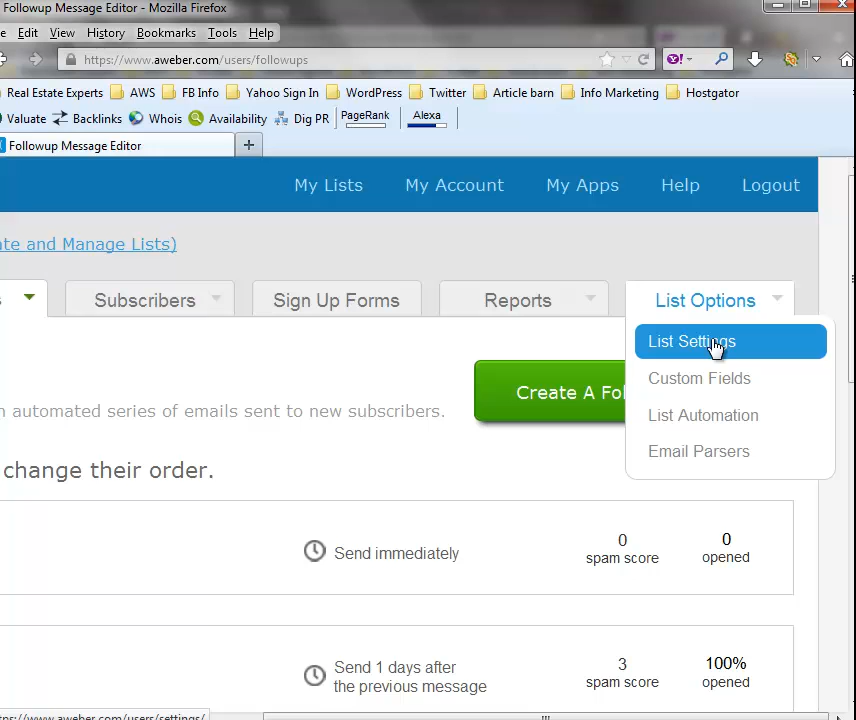 Followup Message Editor - Mozilla Firefox
Edit View History Bookmarks Tools Help
https://www.aweber.com/users/followups
Real Estate Experts AWS FB Info Yahoo Sign In WordPress Twitter Article barn Info Marketing Hostgator
Valuate Backlinks Whois Availability Dig PR PageRank Alexa
Followup Message Editor +
My Lists My Account My Apps Help Logout
ate and Manage Lists)
s Subscribers Sign Up Forms Reports List Options
List Settings
Custom Fields
List Automation
Email Parsers
Create A Fol
n automated series of emails sent to new subscribers.
change their order.
Send immediately
0
spam score
0
opened
Send 1 days after
the previous message
3
spam score
100%
opened
ps://www.aweber.com/users/settings/